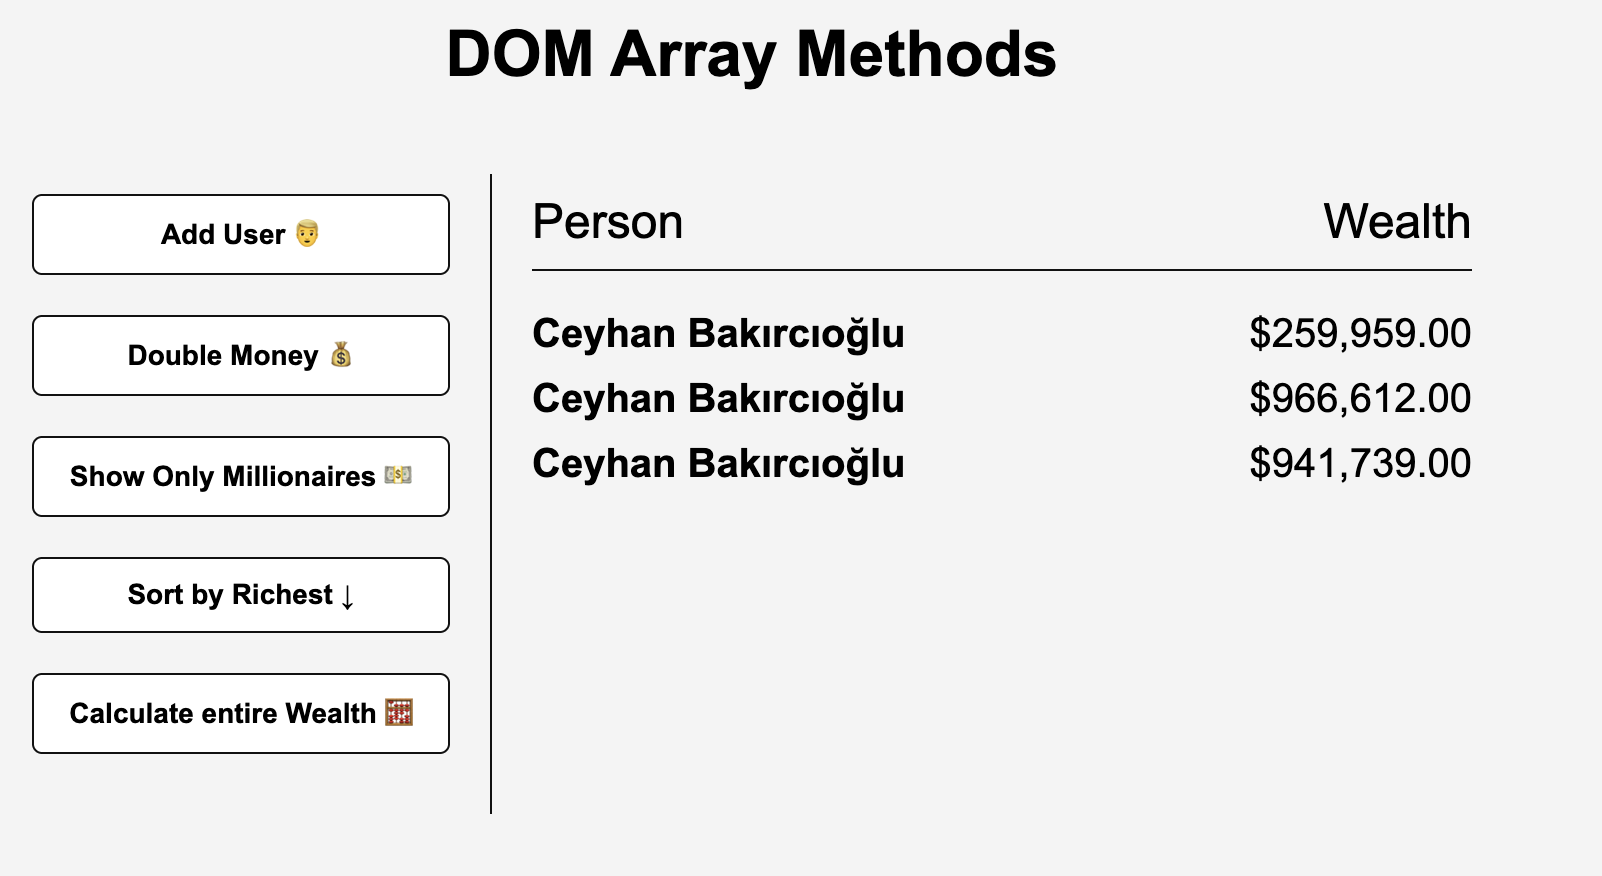 DOM Array Methods
Add User 👨‍🦳
Double Money 💰
Show Only Millionaires 💵
Sort by Richest ↓
Calculate entire Wealth 🧮
Person Wealth
Ceyhan Bakırcıoğlu $259,959.00
Ceyhan Bakırcıoğlu $966,612.00
Ceyhan Bakırcıoğlu $941,739.00